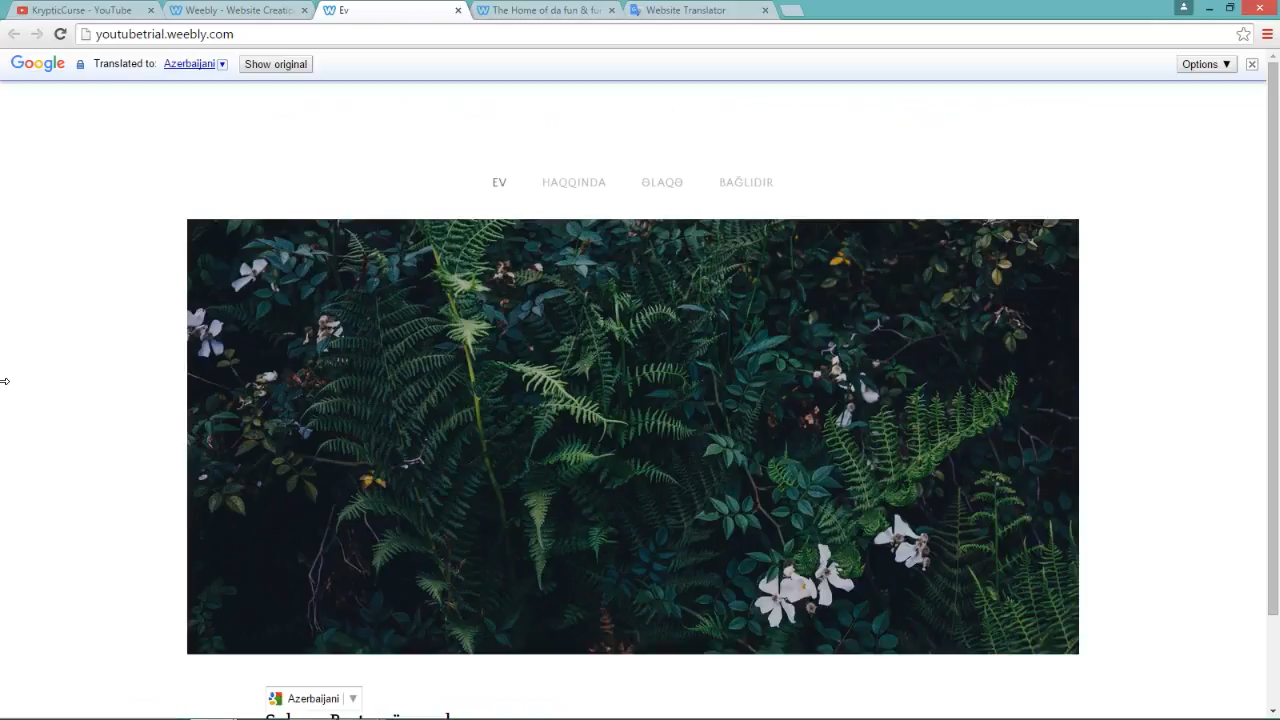 KrypticCurse - YouTube
Weebly - Website Creatio
Ev
The Home of da fun & fu
Website Translator
youtubetrial.weebly.com
Google Translated to: Azerbaijani Show original Options ▼
EV HAQQINDA ƏLAQƏ BAĞLIDIR
Azerbaijani ▼